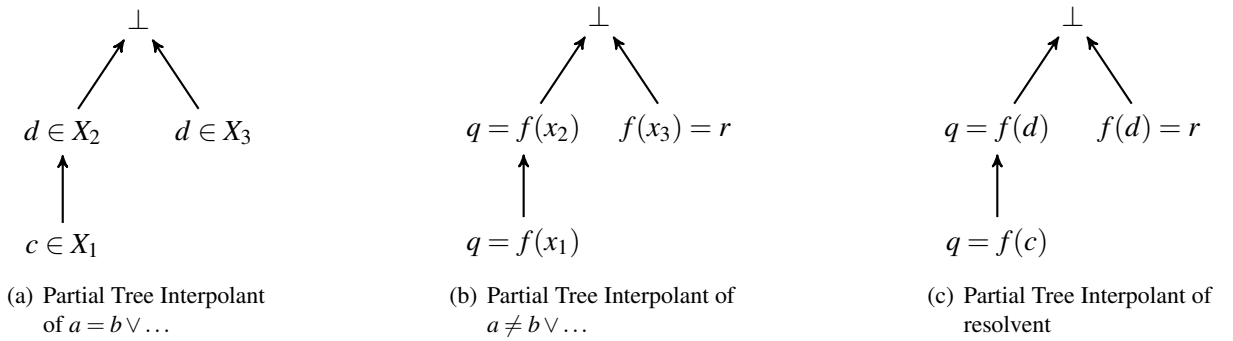 ⊥
d ∈ X₂ d ∈ X₃
c ∈ X₁
(a) Partial Tree Interpolant
of a = b ∨ …
⊥
q = f(x₂) f(x₃) = r
q = f(x₁)
(b) Partial Tree Interpolant of
a ≠ b ∨ …
⊥
q = f(d) f(d) = r
q = f(c)
(c) Partial Tree Interpolant of
resolvent